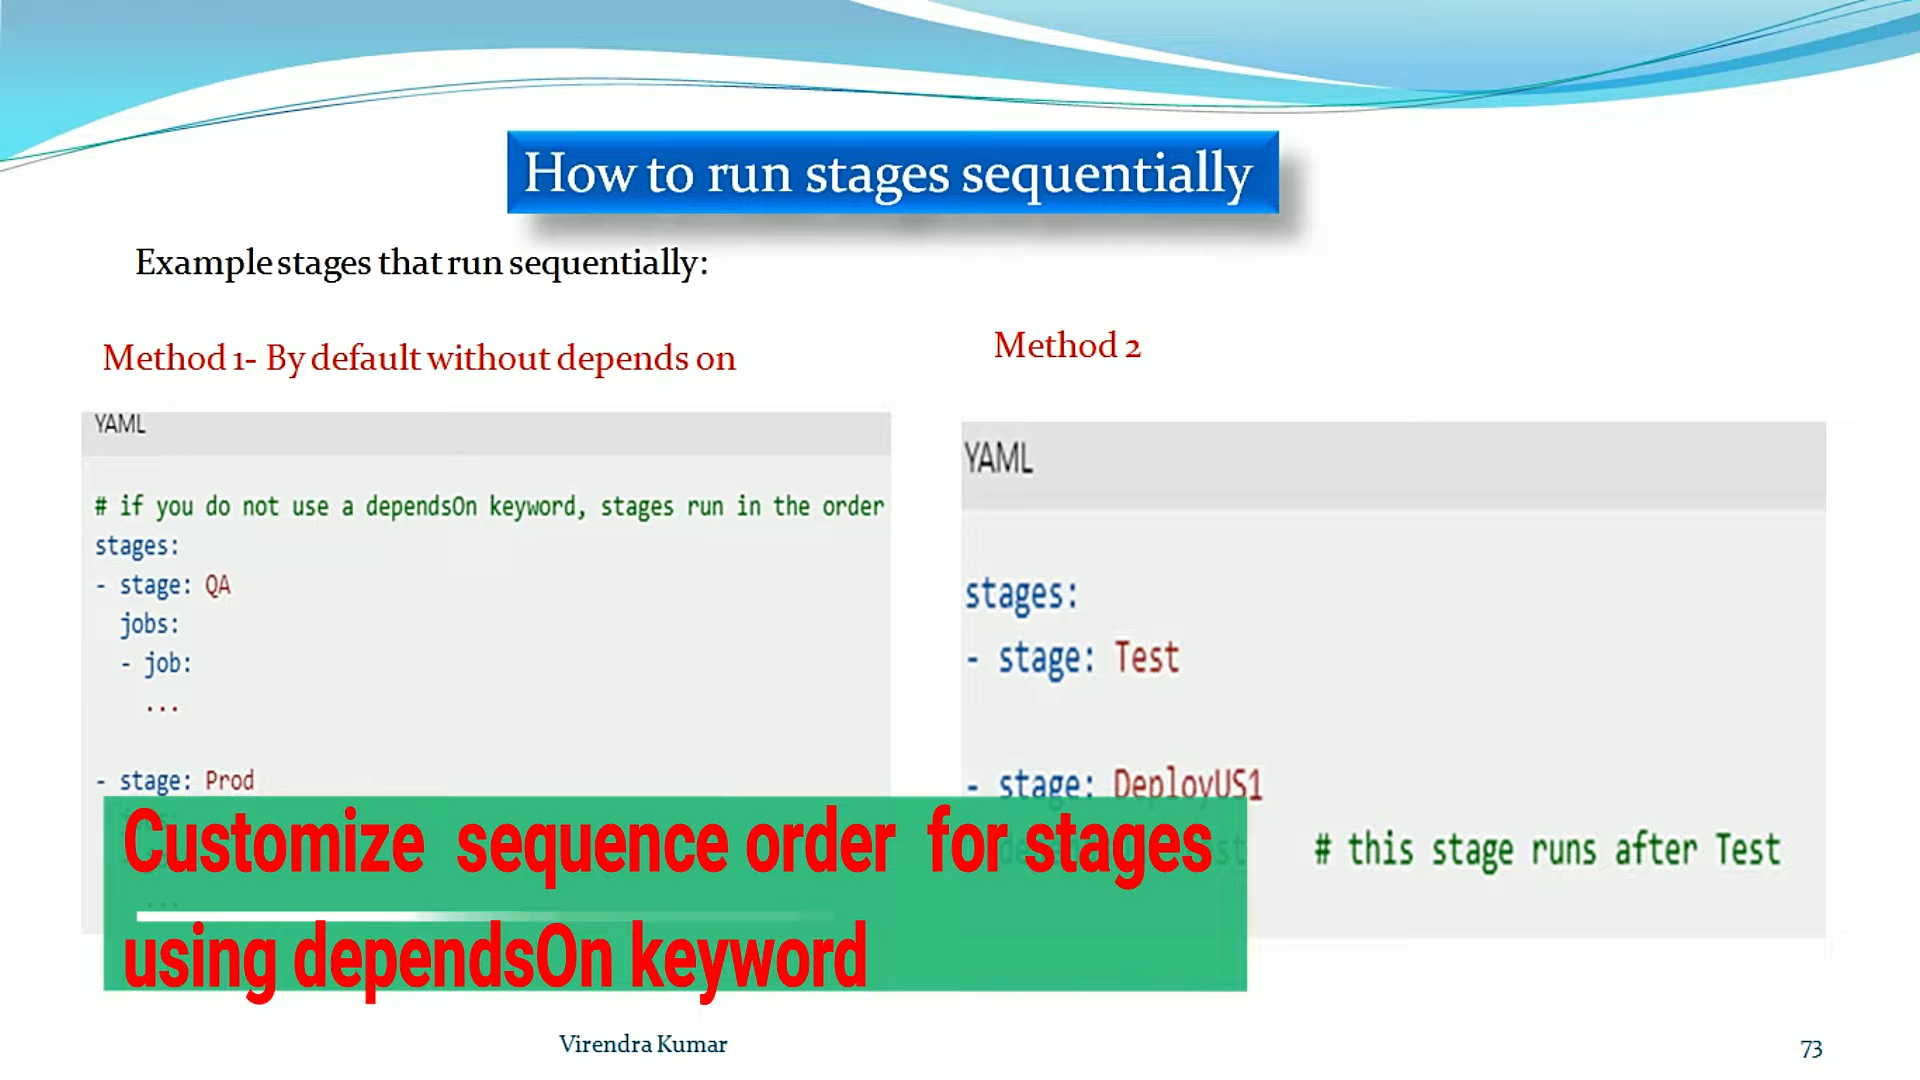 How to run stages sequentially
Example stages that run sequentially:
Method 1- By default without depends on
YAML
# if you do not use a dependsOn keyword, stages run in the order
stages:
- stage: QA
jobs:
- job:
...
- stage: Prod
Method 2
YAML
stages:
- stage: Test
- stage: DeployUS1
# this stage runs after Test
Customize sequence order for stages
using dependsOn keyword
Virendra Kumar
73